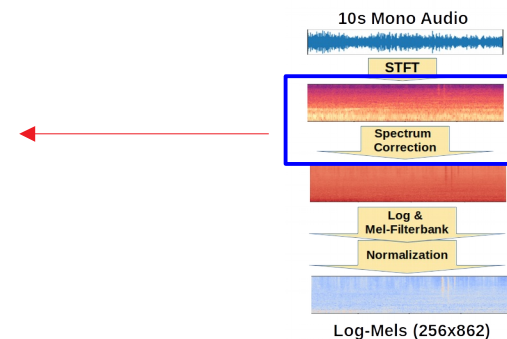 10s Mono Audio
STFT
Spectrum
Correction
Log &
Mel-Filterbank
Normalization
Log-Mels (256x862)